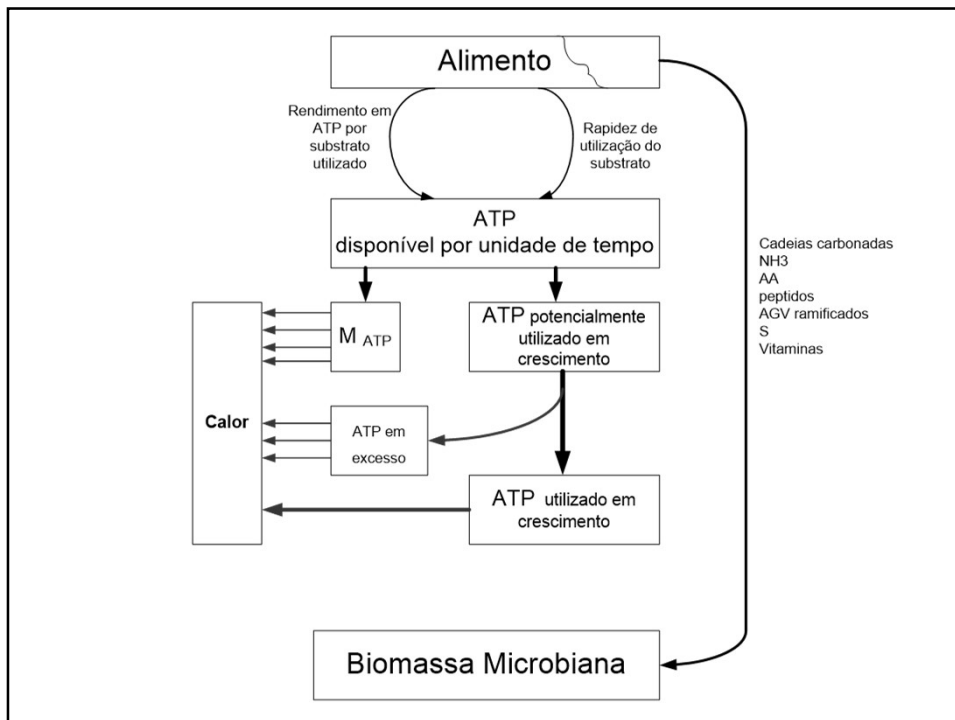 Alimento
Rendimento em
ATP por
substrato
utilizado
Rapidez de
utilização do
substrato
ATP
disponível por unidade de tempo
Cadeias carbonadas
NH3
AA
peptidos
AGV ramificados
S
Vitaminas
M ATP
ATP potencialmente
utilizado em
crescimento
Calor
ATP em
excesso
ATP utilizado em
crescimento
Biomassa Microbiana